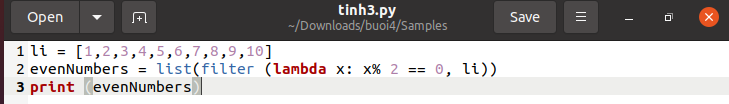 Open
tinh3.py
~/Downloads/buoi4/Samples
Save
1 li = [1,2,3,4,5,6,7,8,9,10]
2 evenNumbers = list(filter (lambda x: x% 2 == 0, li))
3 print (evenNumbers)